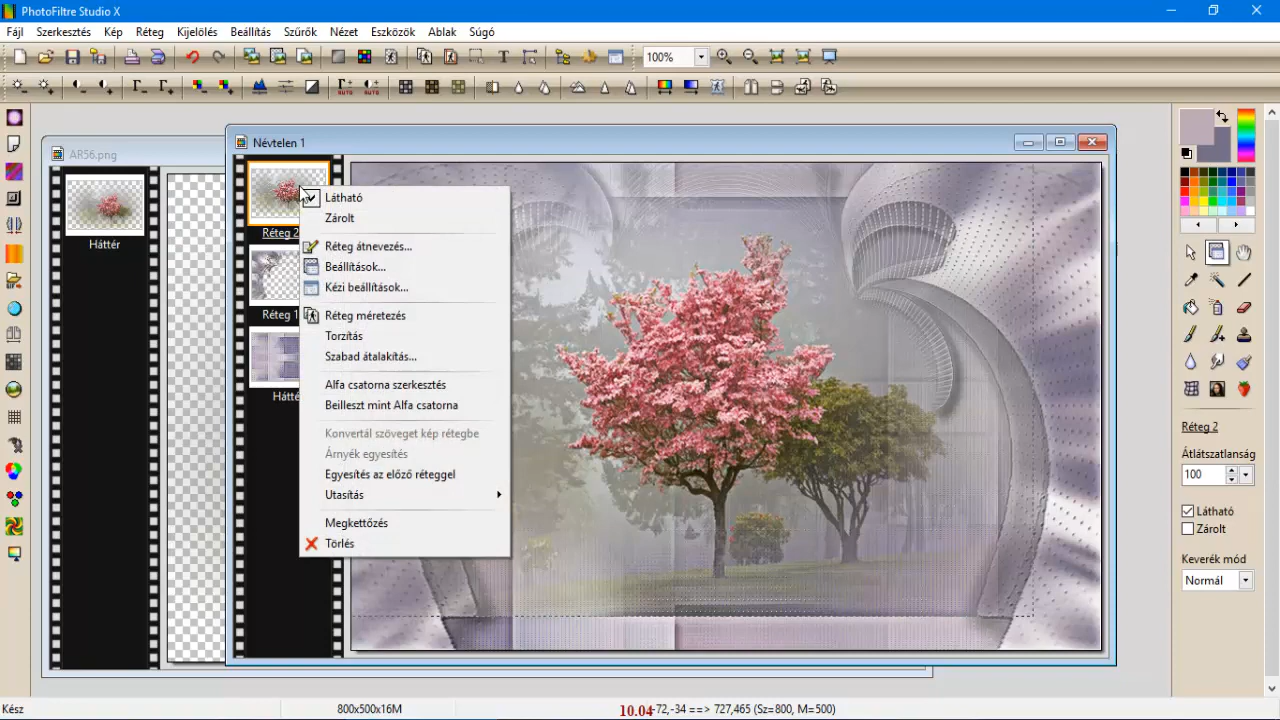 PhotoFiltre Studio X
Fájl Szerkesztés Kép Réteg Kijelölés Beállítás Szűrők Nézet Eszközök Ablak Súgó
T 100%
AUTO AUTO
AR56.png
Háttér
Névtelen 1
Réteg 2
Réteg 1
Hátté
Látható
Zárolt
Réteg átnevezés...
Beállítások...
Kézi beállítások...
Réteg méretezés
Torzítás
Szabad átalakítás...
Alfa csatorna szerkesztés
Beilleszt mint Alfa csatorna
Konvertál szöveget kép rétegbe
Árnyék egyesítés
Egyesítés az előző réteggel
Utasítás
Megkettőzés
Törlés
Réteg 2
Átlátszatlanság
100
Látható
Zárolt
Keverék mód
Normál
Kész 800x500x16M 10.04 -72,-34 ==> 727,465 (Sz=800, M=500)